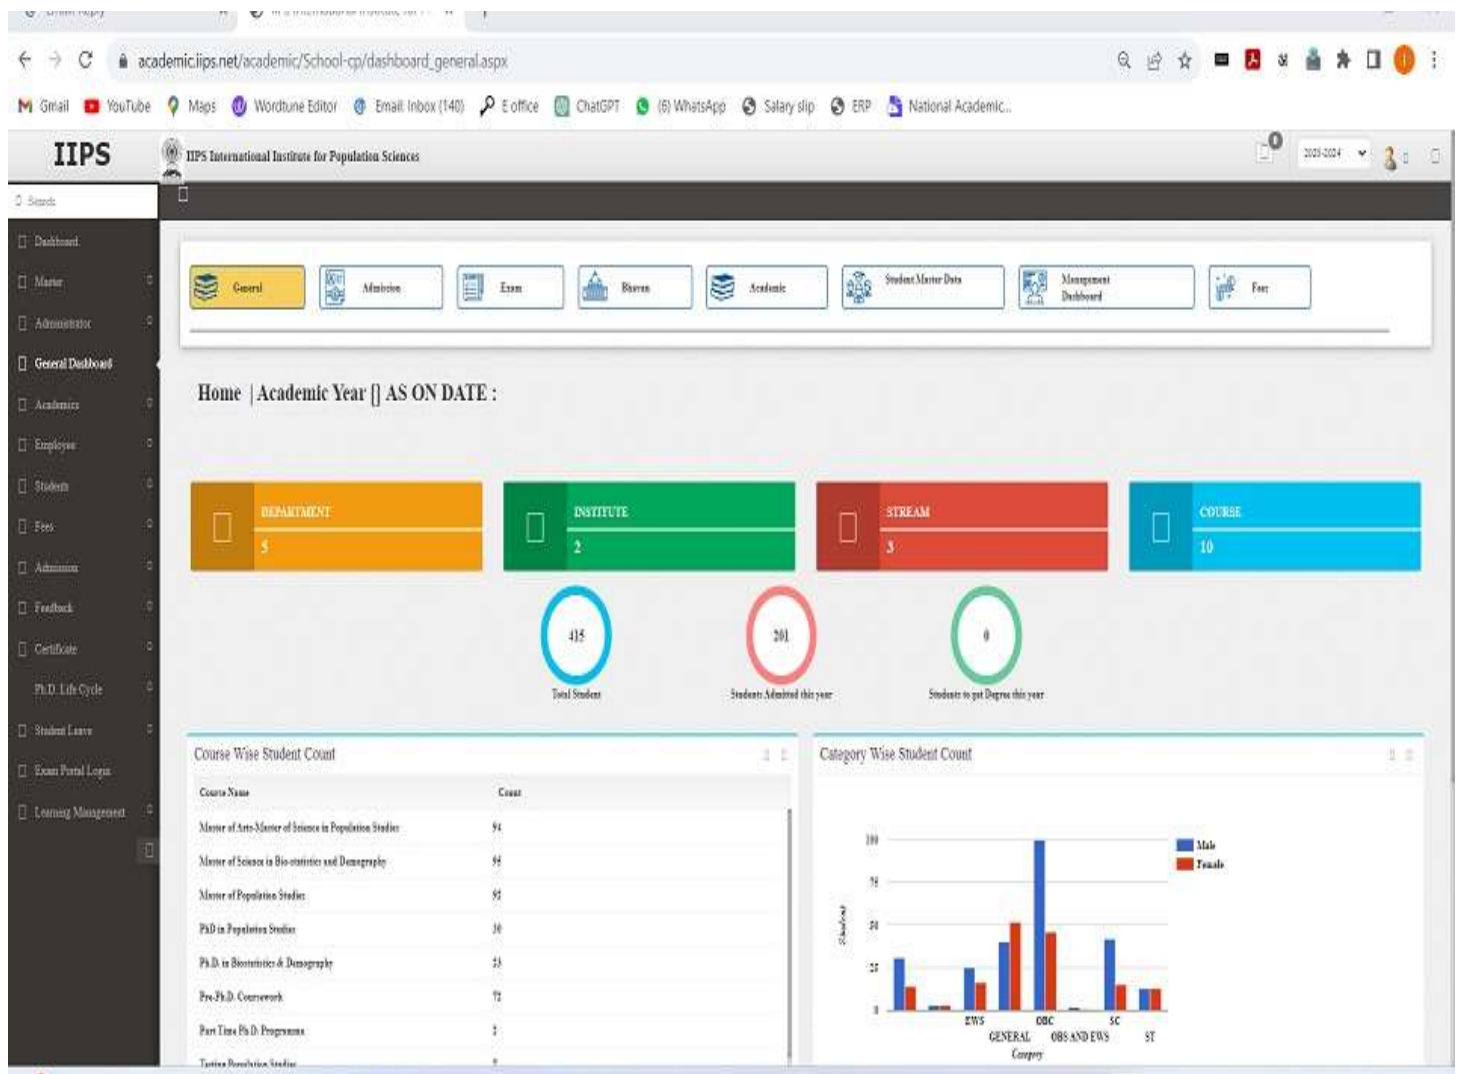 academic.iips.net/academic/School-cp/dashboard_general.aspx
Gmail YouTube Maps Wordtune Editor Email: Inbox (140) E office ChatGPT (6) WhatsApp Salary slip ERP National Academic...
IIPS
IIPS International Institute for Population Sciences
0
2023-2024
Search
Dashboard
Master
Administrator
General Dashboard
Academics
Employee
Students
Fees
Admission
Feedback
Certificate
Ph.D. Life Cycle
Student Leave
Exam Portal Login
Learning Management
General
Admission
Exam
Bhavan
Academic
Student Master Data
Management
Dashboard
Fees
Home | Academic Year [] AS ON DATE :
DEPARTMENT
5
INSTITUTE
2
STREAM
3
COURSE
10
415
Total Student
201
Students Admitted this year
0
Students to get Degree this year
Course Wise Student Count
Course Name Count
Master of Arts-Master of Science in Population Studies 94
Master of Science in Bio-statistics and Demography
Master of Population Studies
PhD in Population Studies
Ph.D. in Biostatistics & Demography
Pre-Ph.D. Coursework
Part Time Ph.D. Programme
Category Wise Student Count
100
75
50
25
0
Student
Male
Female
EWS OBC SC
GENERAL OBS AND EWS ST
Category